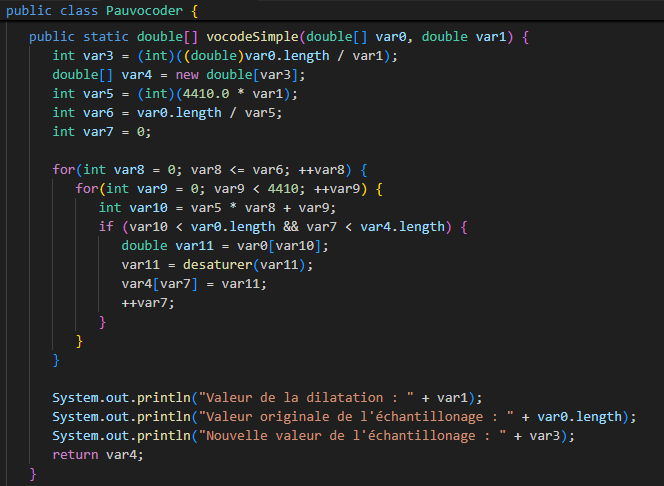 public class Pauvocoder {
public static double[] vocodeSimple(double[] var0, double var1) {
int var3 = (int)((double)var0.length / var1);
double[] var4 = new double[var3];
int var5 = (int)(4410.0 * var1);
int var6 = var0.length / var5;
int var7 = 0;
for(int var8 = 0; var8 <= var6; ++var8) {
for(int var9 = 0; var9 < 4410; ++var9) {
int var10 = var5 * var8 + var9;
if (var10 < var0.length && var7 < var4.length) {
double var11 = var0[var10];
var11 = desaturer(var11);
var4[var7] = var11;
++var7;
}
}
}
System.out.println("Valeur de la dilatation : " + var1);
System.out.println("Valeur originale de l'échantillonage : " + var0.length);
System.out.println("Nouvelle valeur de l'échantillonage : " + var3);
return var4;
}